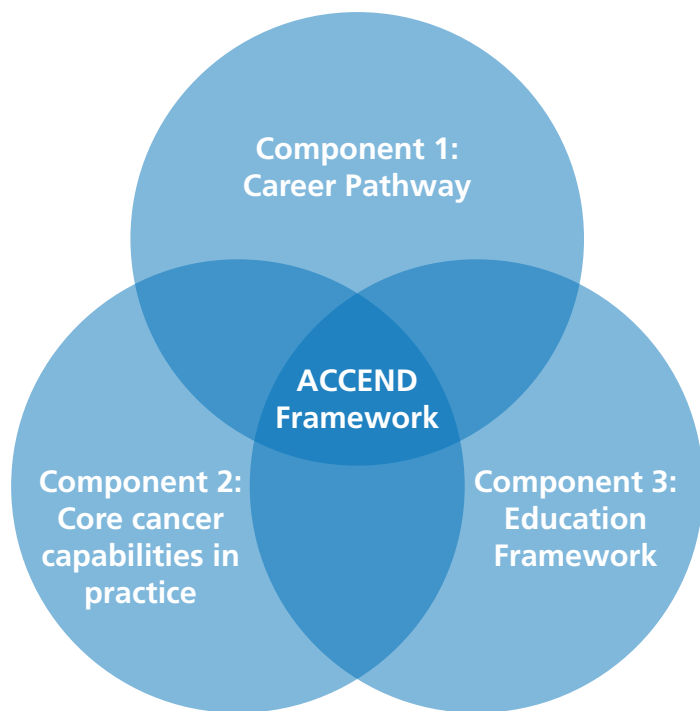 Component 1:
Career Pathway
ACCEND
Framework
Component 2:
Core cancer
capabilities in
practice
Component 3:
Education
Framework